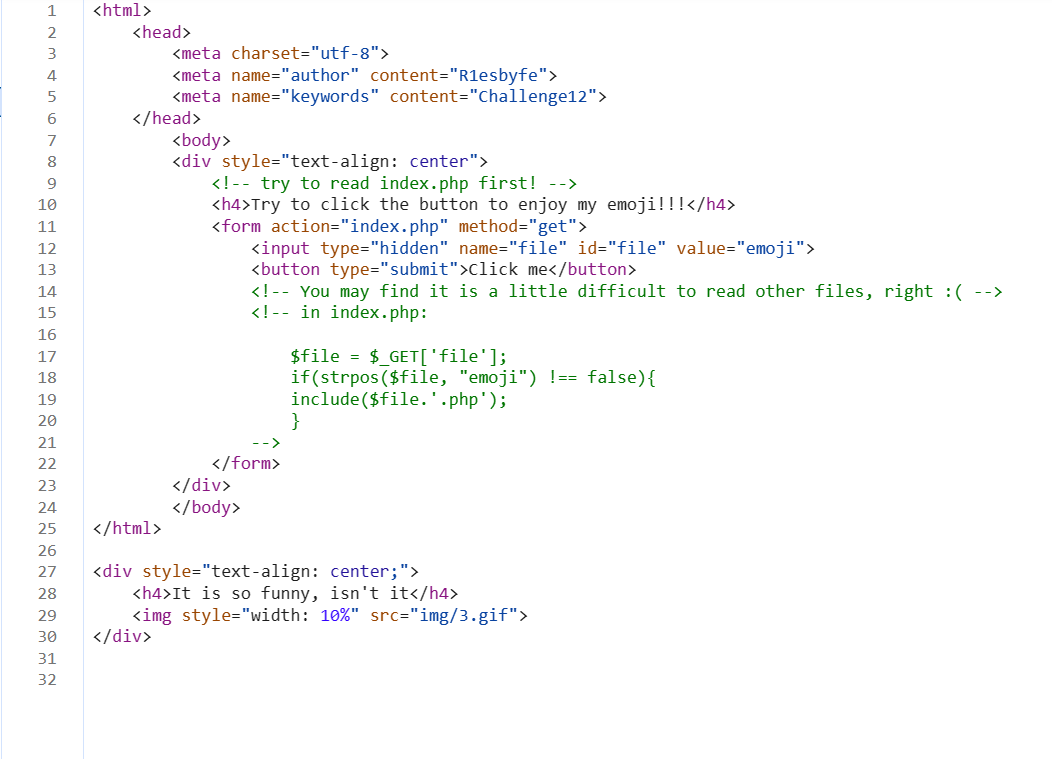 1 <html>
2 <head>
3 <meta charset="utf-8">
4 <meta name="author" content="R1esbyfe">
5 <meta name="keywords" content="Challenge12">
6 </head>
7 <body>
8 <div style="text-align: center">
9 <!-- try to read index.php first! -->
10 <h4>Try to click the button to enjoy my emoji!!!</h4>
11 <form action="index.php" method="get">
12 <input type="hidden" name="file" id="file" value="emoji">
13 <button type="submit">Click me</button>
14 <!-- You may find it is a little difficult to read other files, right :( -->
15 <!-- in index.php:
16
17 $file = $_GET['file'];
18 if(strpos($file, "emoji") !== false){
19 include($file.'.php');
20 }
21 -->
22 </form>
23 </div>
24 </body>
25 </html>
26
27 <div style="text-align: center;">
28 <h4>It is so funny, isn't it</h4>
29 <img style="width: 10%" src="img/3.gif">
30 </div>
31
32